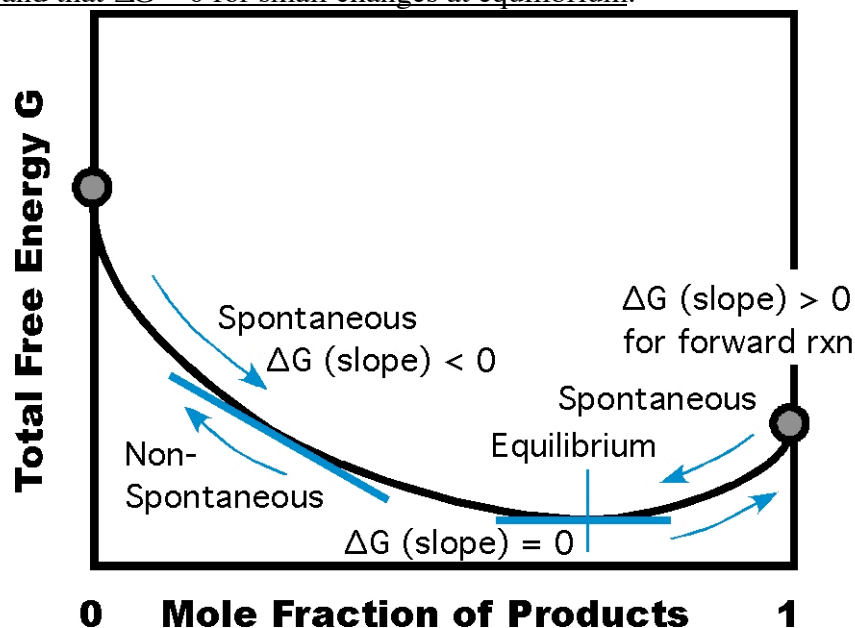 and that ΔG = 0 for small changes at equilibrium.
Total Free Energy G
ΔG (slope) > 0
for forward rxn
Spontaneous
ΔG (slope) < 0
Spontaneous
Equilibrium
Non-
Spontaneous
ΔG (slope) = 0
0 Mole Fraction of Products 1